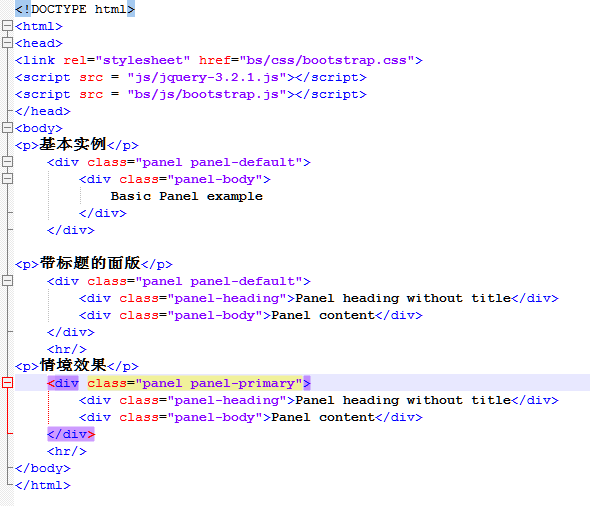 <!DOCTYPE html>
<html>
<head>
<link rel="stylesheet" href="bs/css/bootstrap.css">
<script src = "js/jquery-3.2.1.js"></script>
<script src = "bs/js/bootstrap.js"></script>
</head>
<body>
<p>基本实例</p>
    <div class="panel panel-default">
        <div class="panel-body">
            Basic Panel example
        </div>
    </div>

<p>带标题的面版</p>
    <div class="panel panel-default">
        <div class="panel-heading">Panel heading without title</div>
        <div class="panel-body">Panel content</div>
    </div>
    <hr/>
<p>情境效果</p>
    <div class="panel panel-primary">
        <div class="panel-heading">Panel heading without title</div>
        <div class="panel-body">Panel content</div>
    </div>
    <hr/>
</body>
</html>